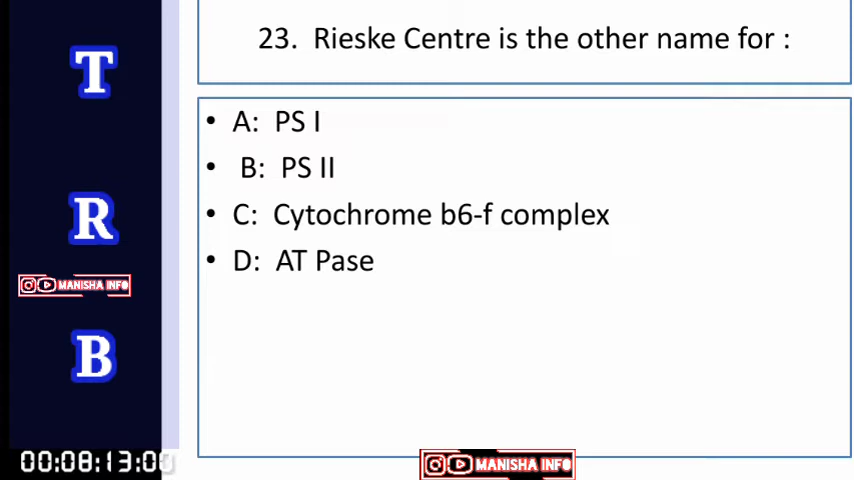 23. Rieske Centre is the other name for :
• A: PS I
• B: PS II
• C: Cytochrome b6-f complex
• D: AT Pase
T
R
MANISHA INFO
B
00:08:13:00
MANISHA INFO